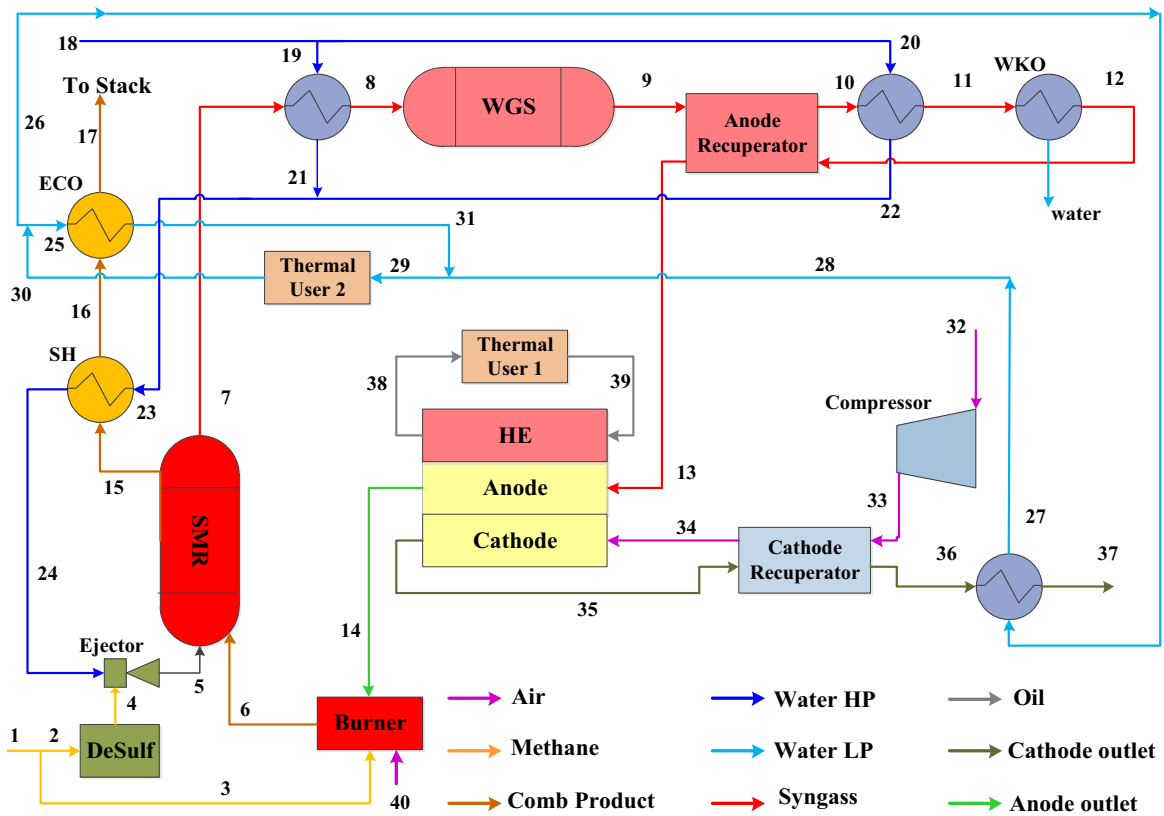 18
19
20
To Stack
8
WGS
9
10
11
WKO
12
Anode
Recuperator
26
17
ECO
21
22
water
25
31
Thermal
User 2
29
28
30
16
SH
23
7
38
Thermal
User 1
39
32
Compressor
HE
Anode
Cathode
13
33
34
Cathode
Recuperator
27
36
37
35
15
SMR
24
14
Ejector
5
4
6
Burner
1
2
DeSulf
3
40
Air
Water HP
Oil
Methane
Water LP
Cathode outlet
Comb Product
Syngass
Anode outlet